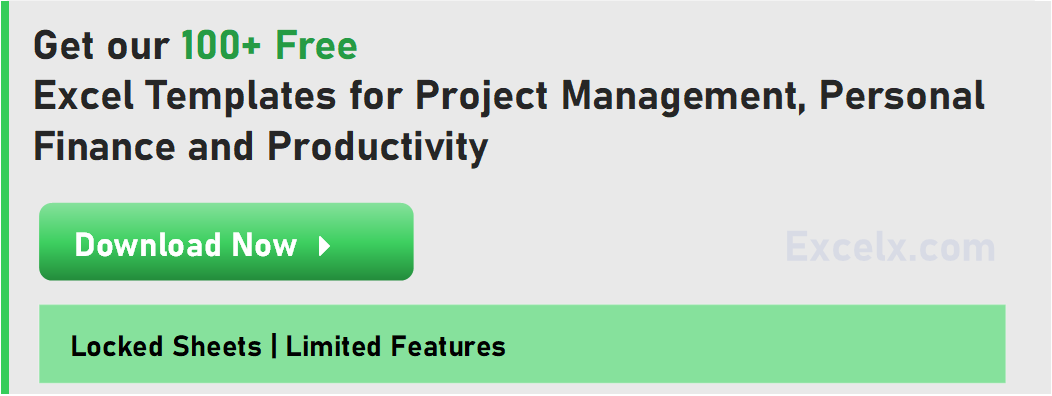 Get our 100+ Free
Excel Templates for Project Management, Personal
Finance and Productivity
Download Now
Excelx.com
Locked Sheets | Limited Features